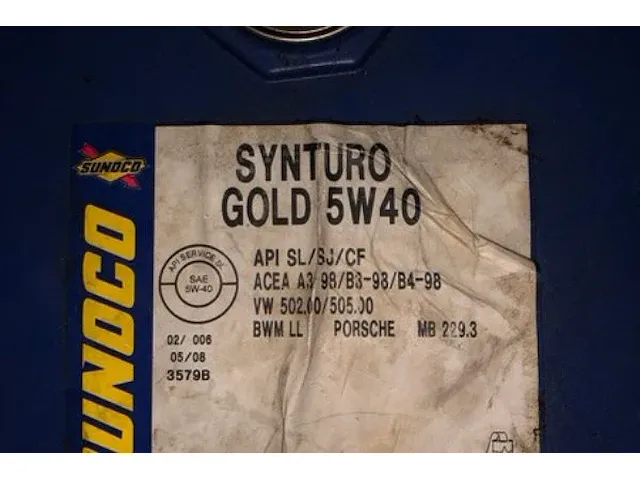 SUNOCO
SUNOCO
SYNTURO
GOLD 5W40
API SERVICE SL
SAE
5W-40
API SL/SJ/CF
ACEA A3-98/B3-98/B4-98
VW 502.00/505.00
BWM LL PORSCHE MB 229.3
02/ 006
05/08
3579B